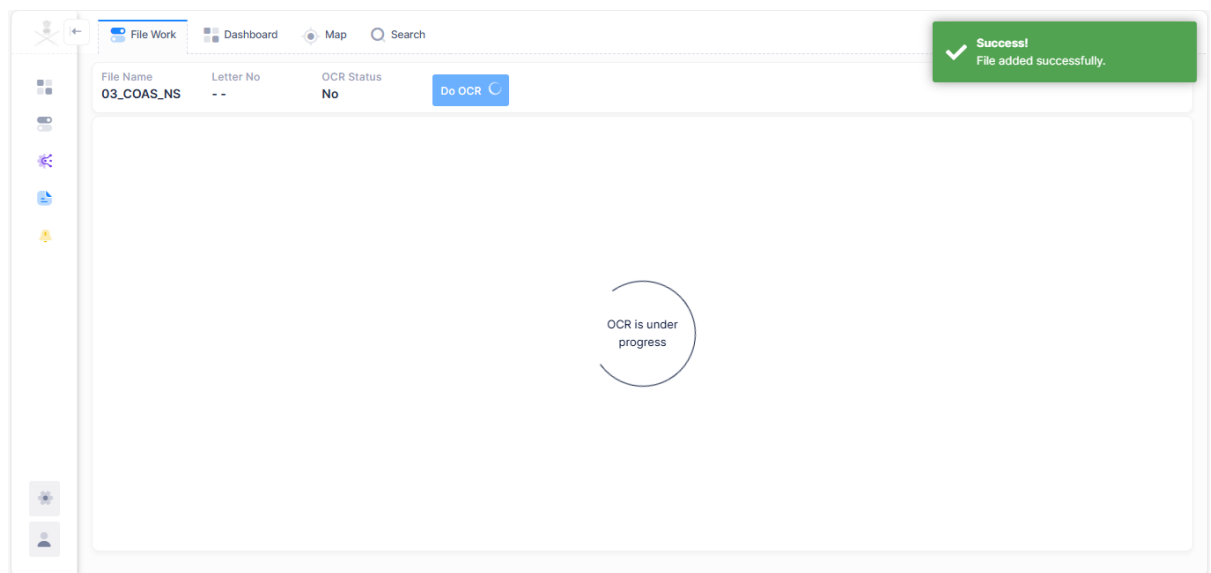 File Work
Dashboard
Map
Search
Success!
File added successfully.
File Name
Letter No
OCR Status
03_COAS_NS
- -
No
Do OCR
OCR is under
progress